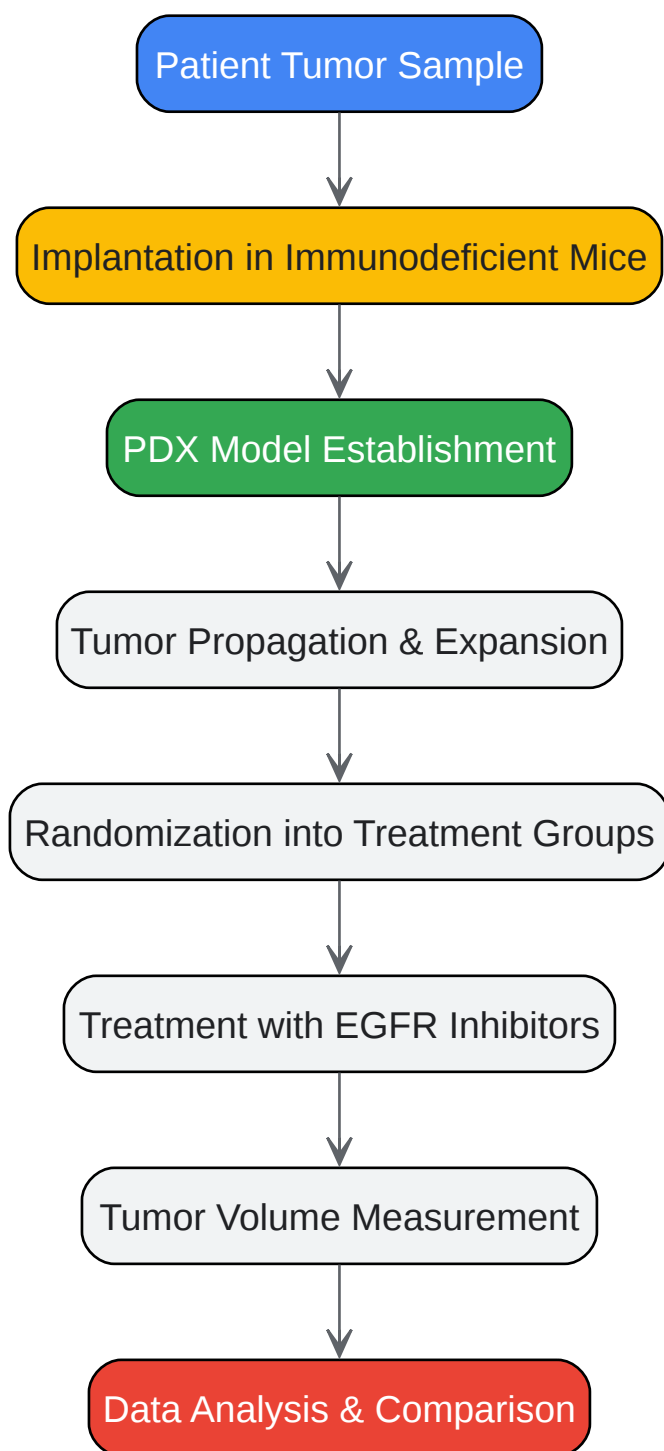 Patient Tumor Sample
Implantation in Immunodeficient Mice
PDX Model Establishment
Tumor Propagation & Expansion
Randomization into Treatment Groups
Treatment with EGFR Inhibitors
Tumor Volume Measurement
Data Analysis & Comparison